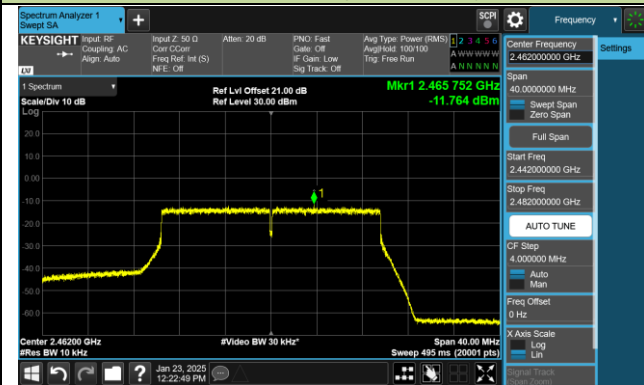 Spectrum Analyzer 1
Swept SA
SCPI
Frequency
KEYSIGHT
Input: RF
Coupling: AC
Align: Auto
Input Z: 50 Ω
Corr CCorr
Freq Ref: Int (S)
NFE: Off
Atten: 20 dB
PNO: Fast
Gate: Off
IF Gain: Low
Sig Track: Off
Avg Type: Power (RMS)
Avg|Hold: 100/100
Trig: Free Run
1 2 3 4 5 6
A W W W W W
A N N N N N
LXI
1 Spectrum
Scale/Div 10 dB
Log
Ref Lvl Offset 21.00 dB
Ref Level 30.00 dBm
Mkr1 2.465 752 GHz
-11.764 dBm
20.0
10.0
0.00
-10.0
-20.0
-30.0
-40.0
-50.0
-60.0
1
Center 2.46200 GHz
#Res BW 10 kHz
#Video BW 30 kHz*
Span 40.00 MHz
Sweep 495 ms (20001 pts)
Jan 23, 2025
12:22:49 PM
Center Frequency
2.462000000 GHz
Settings
Span
40.0000000 MHz
Swept Span
Zero Span
Full Span
Start Freq
2.442000000 GHz
Stop Freq
2.482000000 GHz
AUTO TUNE
CF Step
4.000000 MHz
Auto
Man
Freq Offset
0 Hz
X Axis Scale
Log
Lin
Signal Track
(Span Zoom)